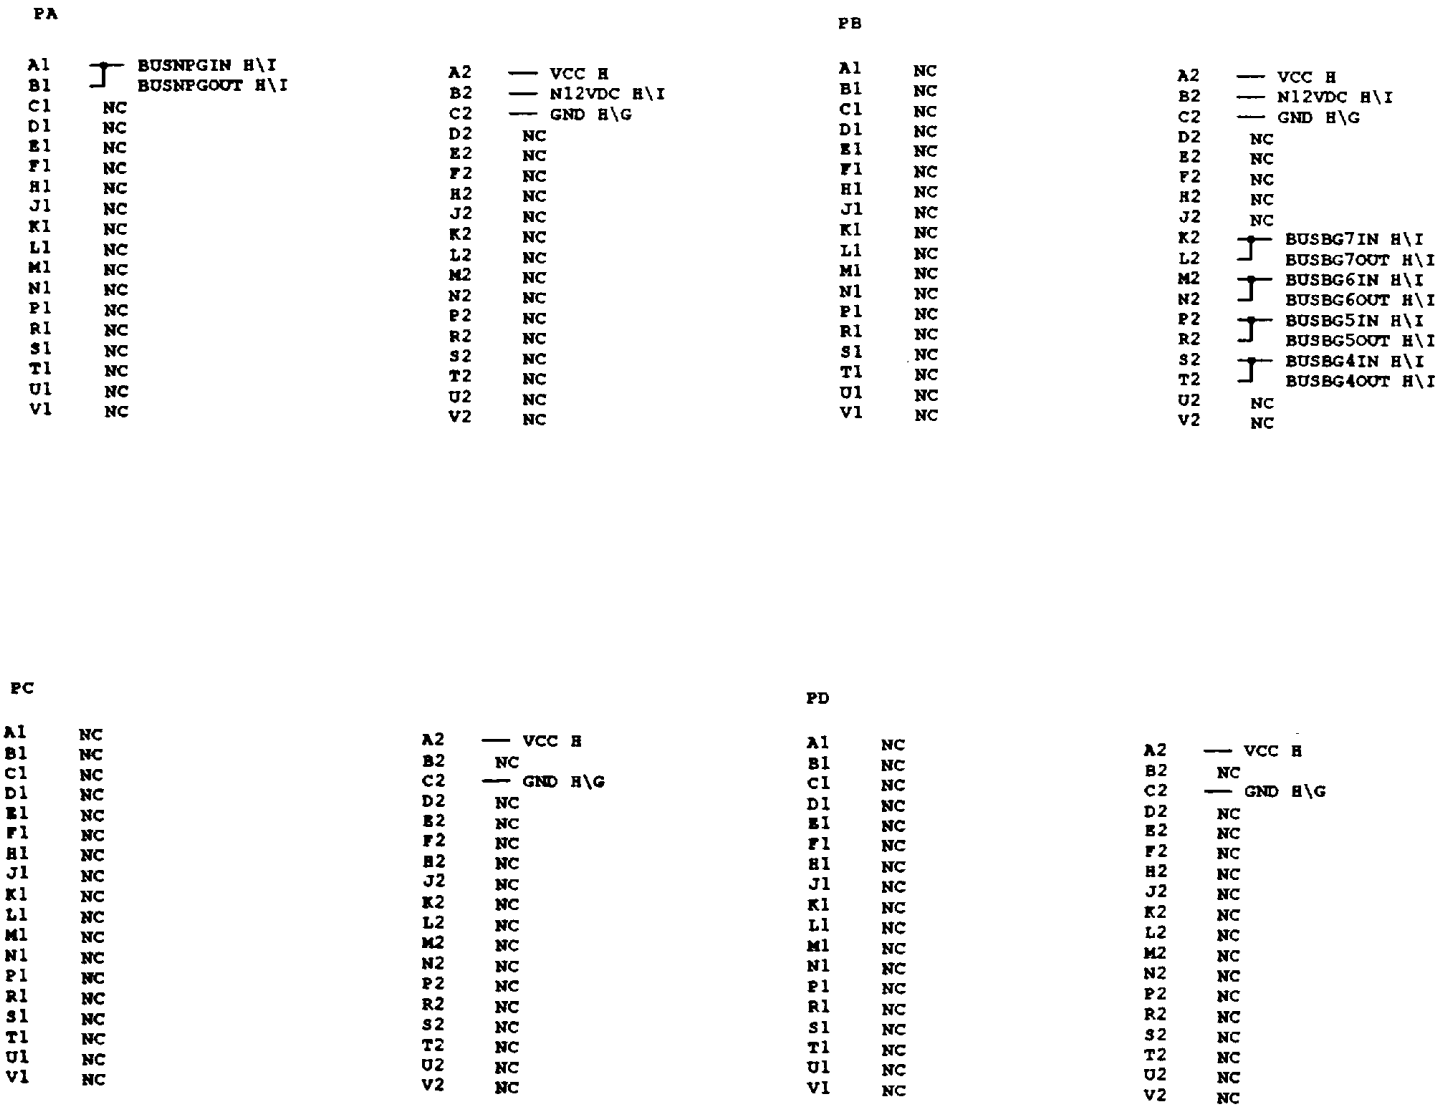 PA
A1 BUSNPGIN H\I
B1 BUSNPGOUT H\I
C1 NC
D1 NC
E1 NC
F1 NC
H1 NC
J1 NC
K1 NC
L1 NC
M1 NC
N1 NC
P1 NC
R1 NC
S1 NC
T1 NC
U1 NC
V1 NC
A2 VCC H
B2 N12VDC H\I
C2 GND H\G
D2 NC
E2 NC
F2 NC
H2 NC
J2 NC
K2 NC
L2 NC
M2 NC
N2 NC
P2 NC
R2 NC
S2 NC
T2 NC
U2 NC
V2 NC
PB
A1 NC
B1 NC
C1 NC
D1 NC
E1 NC
F1 NC
H1 NC
J1 NC
K1 NC
L1 NC
M1 NC
N1 NC
P1 NC
R1 NC
S1 NC
T1 NC
U1 NC
V1 NC
A2 VCC H
B2 N12VDC H\I
C2 GND H\G
D2 NC
E2 NC
F2 NC
H2 NC
J2 NC
K2 BUSBG7IN H\I
L2 BUSBG7OUT H\I
M2 BUSBG6IN H\I
N2 BUSBG6OUT H\I
P2 BUSBG5IN H\I
R2 BUSBG5OUT H\I
S2 BUSBG4IN H\I
T2 BUSBG4OUT H\I
U2 NC
V2 NC
PC
A1 NC
B1 NC
C1 NC
D1 NC
E1 NC
F1 NC
H1 NC
J1 NC
K1 NC
L1 NC
M1 NC
N1 NC
P1 NC
R1 NC
S1 NC
T1 NC
U1 NC
V1 NC
A2 VCC H
B2 NC
C2 GND H\G
D2 NC
E2 NC
F2 NC
H2 NC
J2 NC
K2 NC
L2 NC
M2 NC
N2 NC
P2 NC
R2 NC
S2 NC
T2 NC
U2 NC
V2 NC
PD
A1 NC
B1 NC
C1 NC
D1 NC
E1 NC
F1 NC
H1 NC
J1 NC
K1 NC
L1 NC
M1 NC
N1 NC
P1 NC
R1 NC
S1 NC
T1 NC
U1 NC
V1 NC
A2 VCC H
B2 NC
C2 GND H\G
D2 NC
E2 NC
F2 NC
H2 NC
J2 NC
K2 NC
L2 NC
M2 NC
N2 NC
P2 NC
R2 NC
S2 NC
T2 NC
U2 NC
V2 NC